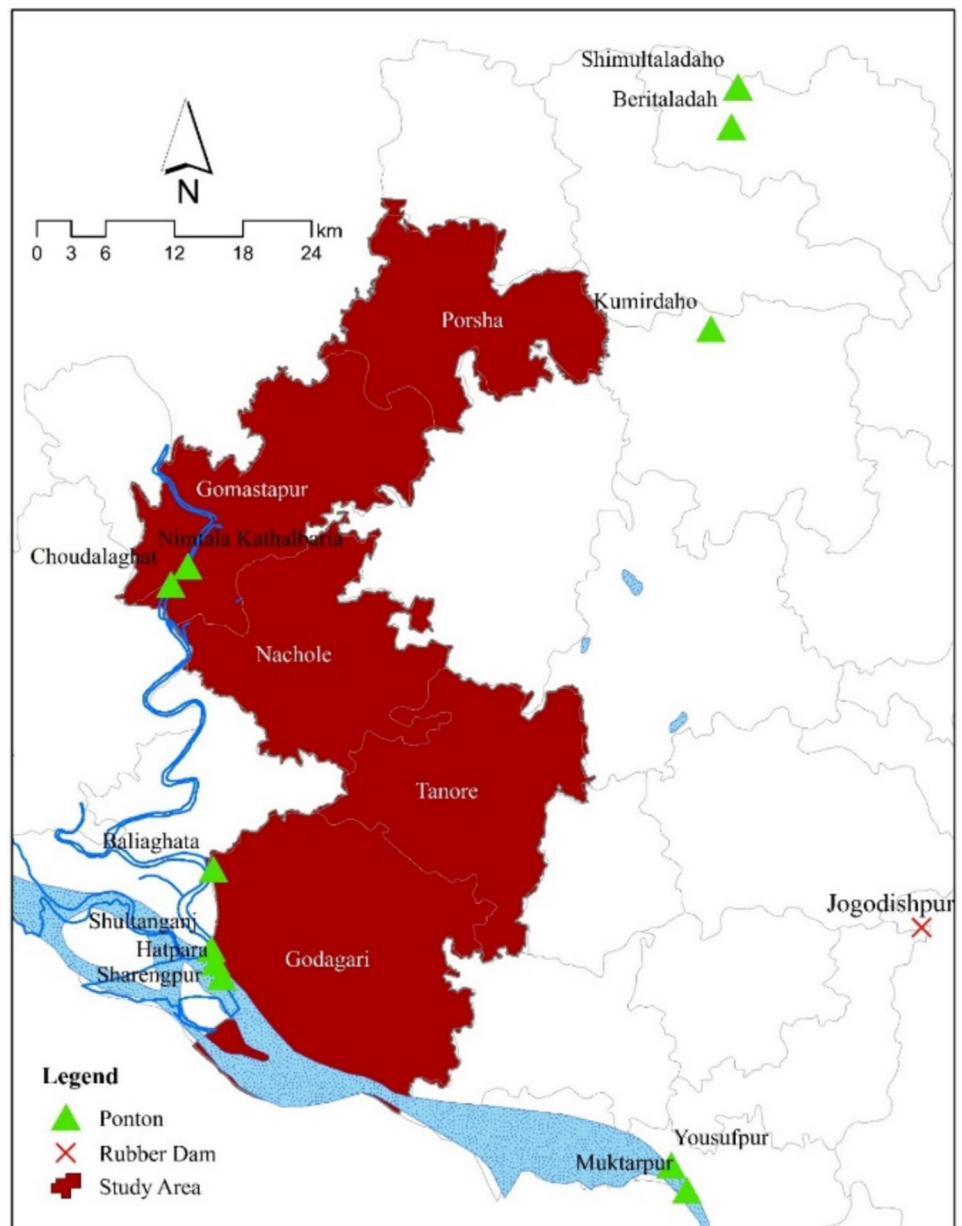 Shimultaladaho
Beritaladah
N
km
0 3 6 12 18 24
Kumirdaho
Porsha
Gomastapur
Nimtala Kathalbaria
Choudalaghat
Nachole
Tanore
Baliaghata
Jogodishpur
Shultanganj
Hatpara
Godagari
Sharengpur
Legend
Ponton
Rubber Dam
Study Area
Yousufpur
Muktarpur